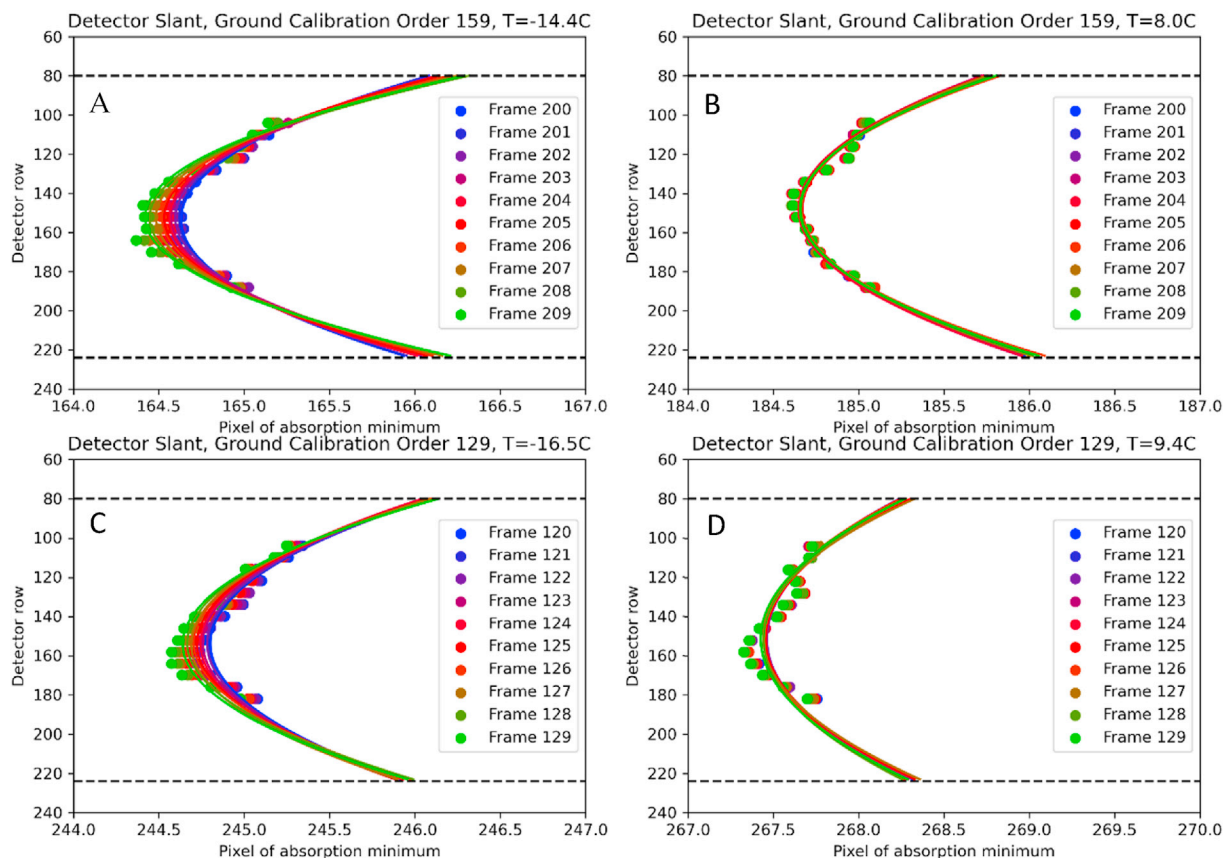 Detector Slant, Ground Calibration Order 159, T=-14.4C
A
Detector row
60
80
100
120
140
160
180
200
220
240
Frame 200
Frame 201
Frame 202
Frame 203
Frame 204
Frame 205
Frame 206
Frame 207
Frame 208
Frame 209
164.0 164.5 165.0 165.5 166.0 166.5 167.0
Pixel of absorption minimum
Detector Slant, Ground Calibration Order 159, T=8.0C
B
Detector row
60
80
100
120
140
160
180
200
220
240
Frame 200
Frame 201
Frame 202
Frame 203
Frame 204
Frame 205
Frame 206
Frame 207
Frame 208
Frame 209
184.0 184.5 185.0 185.5 186.0 186.5 187.0
Pixel of absorption minimum
Detector Slant, Ground Calibration Order 129, T=-16.5C
C
Detector row
60
80
100
120
140
160
180
200
220
240
Frame 120
Frame 121
Frame 122
Frame 123
Frame 124
Frame 125
Frame 126
Frame 127
Frame 128
Frame 129
244.0 244.5 245.0 245.5 246.0 246.5 247.0
Pixel of absorption minimum
Detector Slant, Ground Calibration Order 129, T=9.4C
D
Detector row
60
80
100
120
140
160
180
200
220
240
Frame 120
Frame 121
Frame 122
Frame 123
Frame 124
Frame 125
Frame 126
Frame 127
Frame 128
Frame 129
267.0 267.5 268.0 268.5 269.0 269.5 270.0
Pixel of absorption minimum